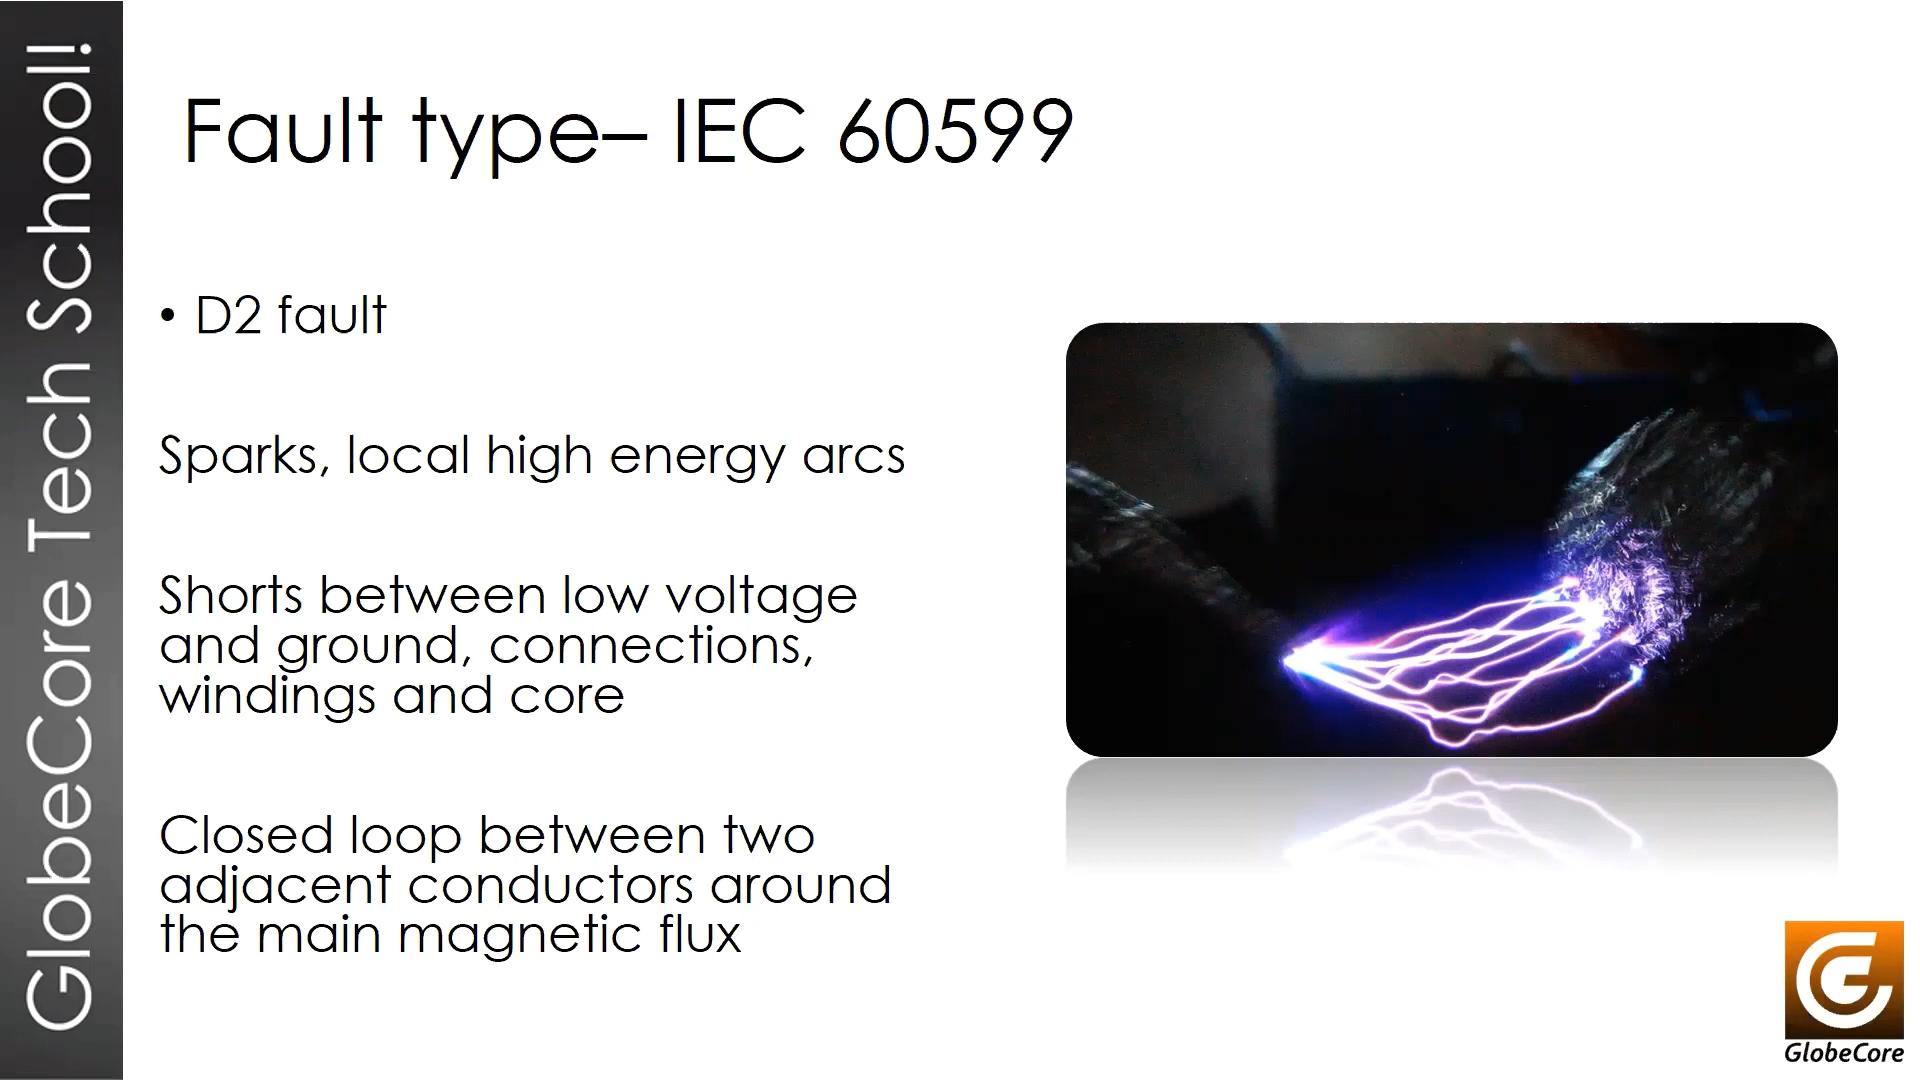 GlobeCore Tech School!
Fault type– IEC 60599
• D2 fault
Sparks, local high energy arcs
Shorts between low voltage
and ground, connections,
windings and core
Closed loop between two
adjacent conductors around
the main magnetic flux
GlobeCore